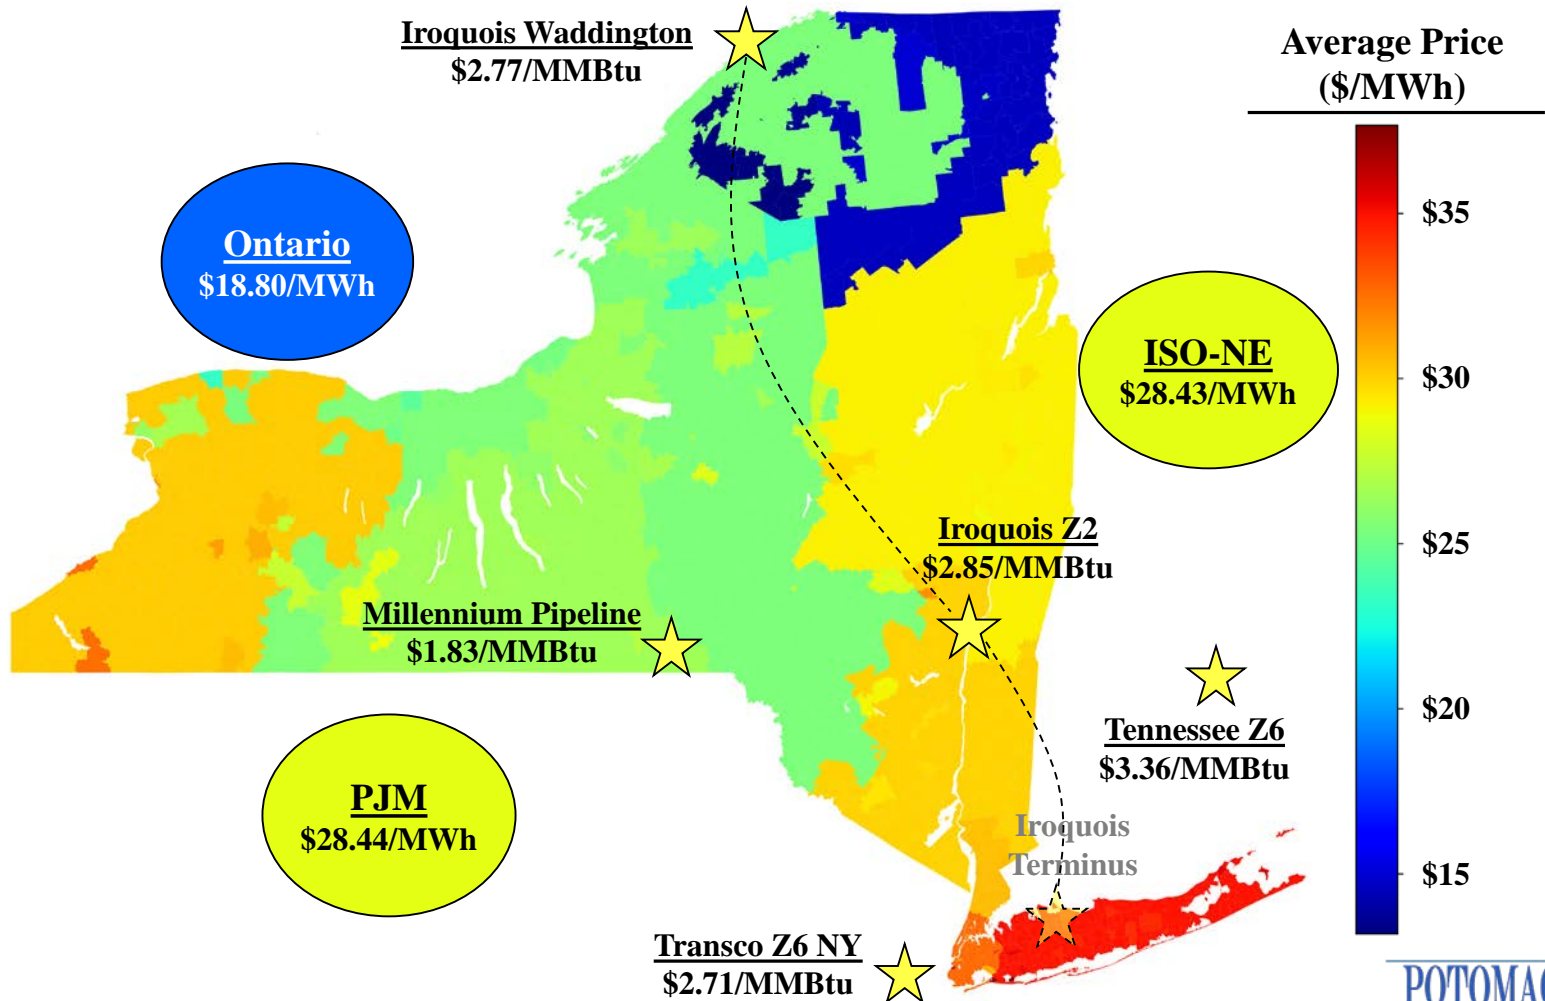 Iroquois Waddington
$2.77/MMBtu
Average Price
($/MWh)
Ontario
$18.80/MWh
$35
ISO-NE
$28.43/MWh
$30
Iroquois Z2
$2.85/MMBtu
$25
Millennium Pipeline
$1.83/MMBtu
$20
Tennessee Z6
$3.36/MMBtu
PJM
$28.44/MWh
Iroquois
Terminus
$15
Transco Z6 NY
$2.71/MMBtu
POTOMAC